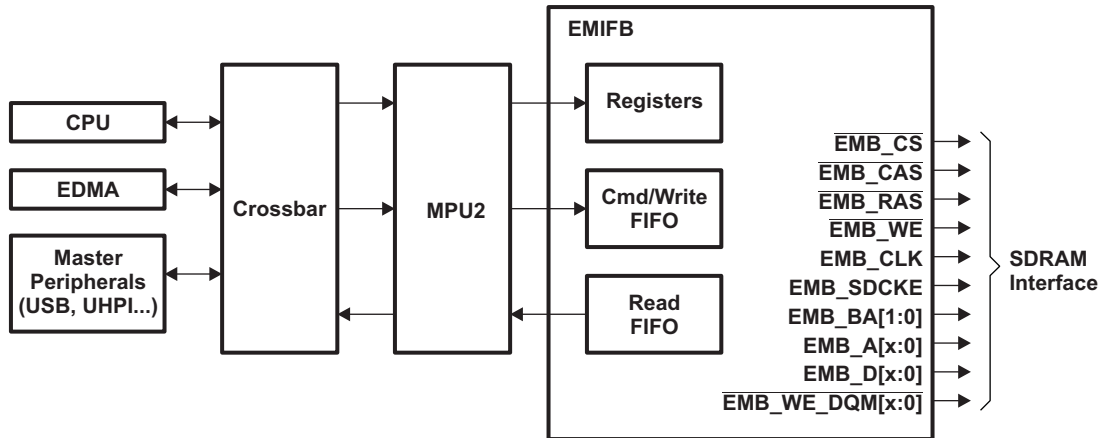 EMIFB
CPU
EDMA
Master
Peripherals
(USB, UHPI...)
Crossbar
MPU2
Registers
Cmd/Write
FIFO
Read
FIFO
EMB_CS
EMB_CAS
EMB_RAS
EMB_WE
EMB_CLK
EMB_SDCKE
EMB_BA[1:0]
EMB_A[x:0]
EMB_D[x:0]
EMB_WE_DQM[x:0]
SDRAM
Interface